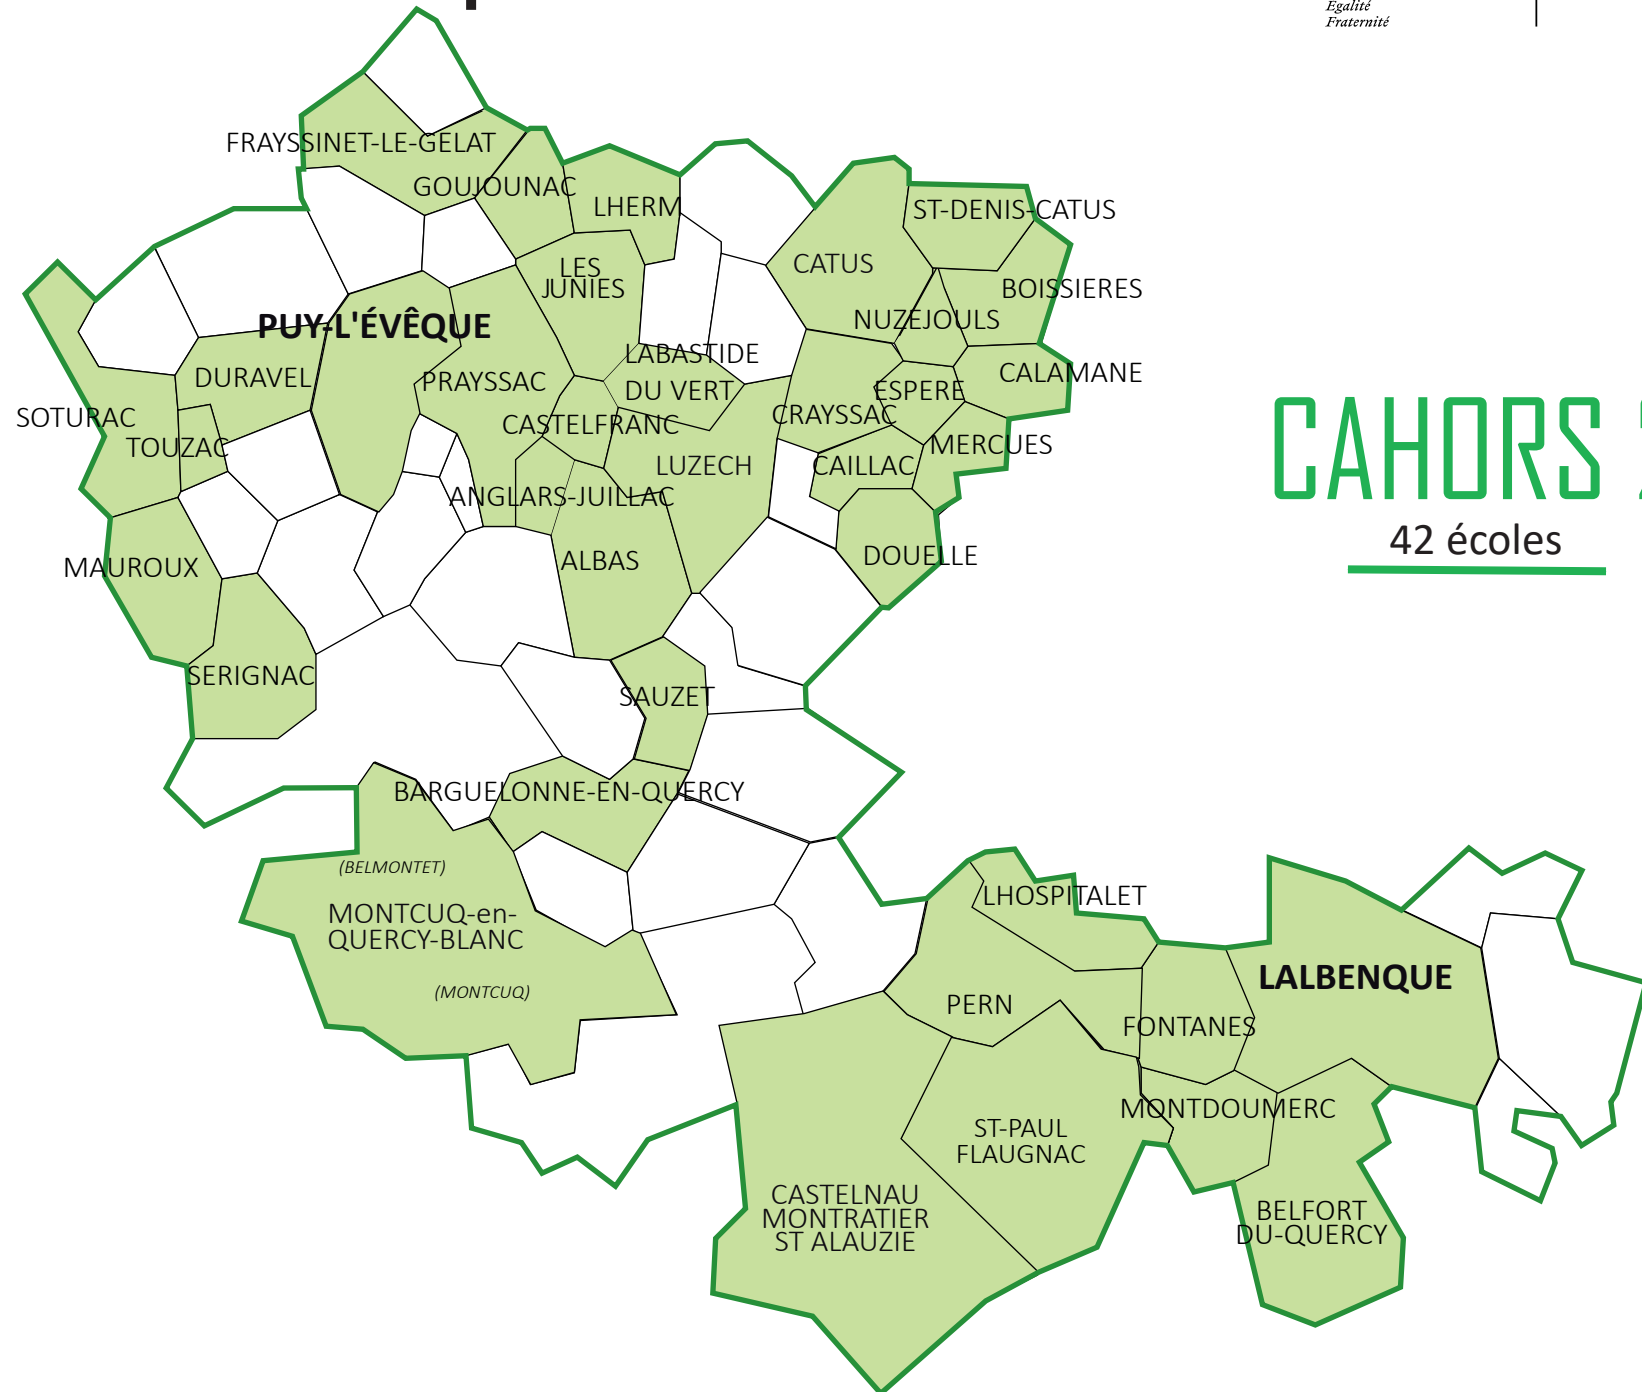 Egalité
Fraternité
FRAYSSINET-LE-GELAT
GOUJOUNAC
LHERM
ST-DENIS-CATUS
CATUS
LES
JUNIES
BOISSIERES
NUZEJOULS
PUY-L'ÉVÊQUE
LABASTIDE
DU VERT
CALAMANE
DURAVEL
PRAYSSAC
ESPERE
CRAYSSAC
SOTURAC
CASTELFRANC
TOUZAC
MERCUES
LUZECH
CAILLAC
ANGLARS-JUILLAC
CAHORS
42 écoles
DOUELLE
ALBAS
MAUROUX
SERIGNAC
SAUZET
BARGUELONNE-EN-QUERCY
(BELMONTET)
MONTCUQ-en-
QUERCY-BLANC
(MONTCUQ)
LHOSPITALET
LALBENQUE
PERN
FONTANES
MONTDOUMERC
ST-PAUL
FLAUGNAC
CASTELNAU
MONTRATIER
ST ALAUZIE
BELFORT
DU-QUERCY